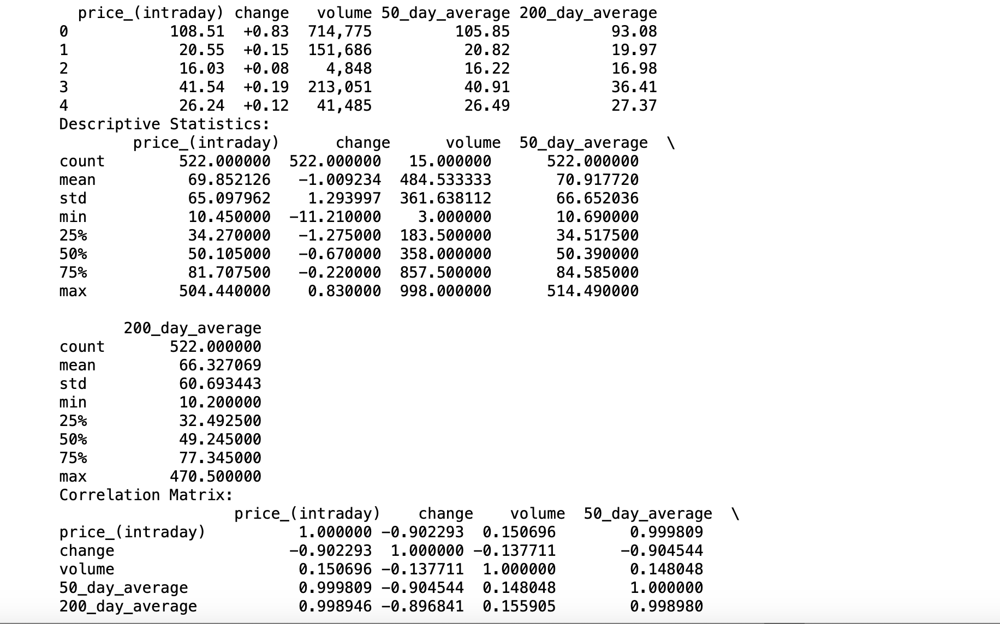 price_(intraday) change volume 50_day_average 200_day_average
0 108.51 +0.83 714,775 105.85 93.08
1 20.55 +0.15 151,686 20.82 19.97
2 16.03 +0.08 4,848 16.22 16.98
3 41.54 +0.19 213,051 40.91 36.41
4 26.24 +0.12 41,485 26.49 27.37
Descriptive Statistics:
price_(intraday) change volume 50_day_average \
count 522.000000 522.000000 15.000000 522.000000
mean 69.852126 −1.009234 484.533333 70.917720
std 65.097962 1.293997 361.638112 66.652036
min 10.450000 −11.210000 3.000000 10.690000
25% 34.270000 −1.275000 183.500000 34.517500
50% 50.105000 −0.670000 358.000000 50.390000
75% 81.707500 −0.220000 857.500000 84.585000
max 504.440000 0.830000 998.000000 514.490000
200_day_average
count 522.000000
mean 66.327069
std 60.693443
min 10.200000
25% 32.492500
50% 49.245000
75% 77.345000
max 470.500000
Correlation Matrix:
price_(intraday) change volume 50_day_average \
price_(intraday) 1.000000 −0.902293 0.150696 0.999809
change −0.902293 1.000000 −0.137711 −0.904544
volume 0.150696 −0.137711 1.000000 0.148048
50_day_average 0.999809 −0.904544 0.148048 1.000000
200_day_average 0.998946 −0.896841 0.155905 0.998980